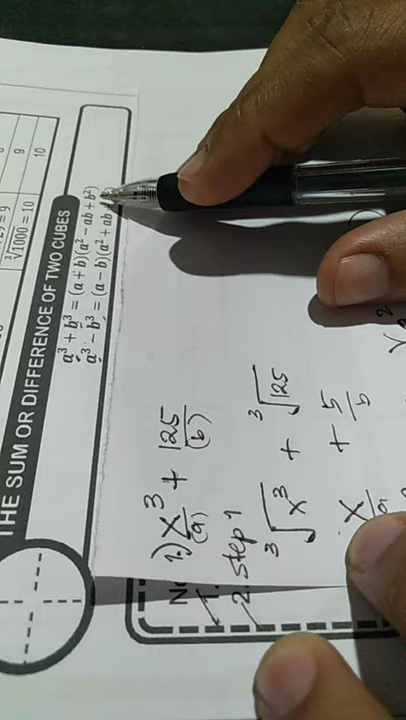 9
∛1000 = 10
10
THE SUM OR DIFFERENCE OF TWO CUBES
a³ + b³ = (a + b)(a² − ab + b²)
a³ − b³ = (a − b)(a² + ab
1.) x³ + 125
(a) (b)
2. step 1
∛x³ + ∛125
x + 5
a b